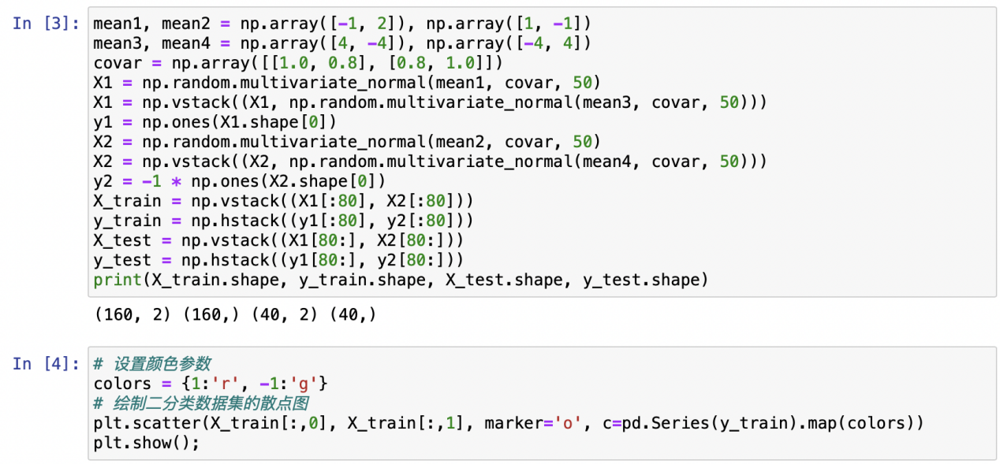 In [3]: mean1, mean2 = np.array([-1, 2]), np.array([1, -1])
mean3, mean4 = np.array([4, -4]), np.array([-4, 4])
covar = np.array([[1.0, 0.8], [0.8, 1.0]])
X1 = np.random.multivariate_normal(mean1, covar, 50)
X1 = np.vstack((X1, np.random.multivariate_normal(mean3, covar, 50)))
y1 = np.ones(X1.shape[0])
X2 = np.random.multivariate_normal(mean2, covar, 50)
X2 = np.vstack((X2, np.random.multivariate_normal(mean4, covar, 50)))
y2 = -1 * np.ones(X2.shape[0])
X_train = np.vstack((X1[:80], X2[:80]))
y_train = np.hstack((y1[:80], y2[:80]))
X_test = np.vstack((X1[80:], X2[80:]))
y_test = np.hstack((y1[80:], y2[80:]))
print(X_train.shape, y_train.shape, X_test.shape, y_test.shape)
(160, 2) (160,) (40, 2) (40,)
In [4]: # 设置颜色参数
colors = {1:'r', -1:'g'}
# 绘制二分类数据集的散点图
plt.scatter(X_train[:,0], X_train[:,1], marker='o', c=pd.Series(y_train).map(colors))
plt.show();